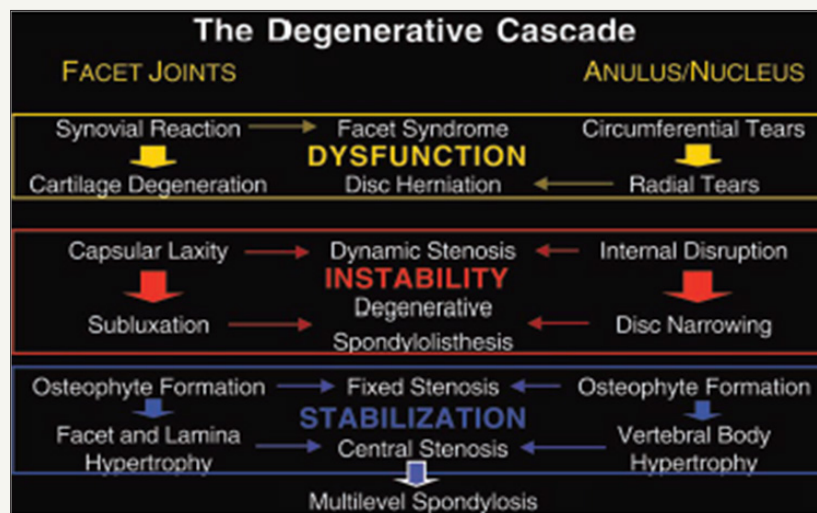 The Degenerative Cascade
FACET JOINTS ANULUS/NUCLEUS
Synovial Reaction Facet Syndrome Circumferential Tears
DYSFUNCTION
Cartilage Degeneration Disc Herniation Radial Tears
Capsular Laxity Dynamic Stenosis Internal Disruption
INSTABILITY
Degenerative
Subluxation Disc Narrowing
Spondylolisthesis
Osteophyte Formation Fixed Stenosis Osteophyte Formation
STABILIZATION
Facet and Lamina Vertebral Body
Central Stenosis
Hypertrophy Hypertrophy
Multilevel Spondylosis